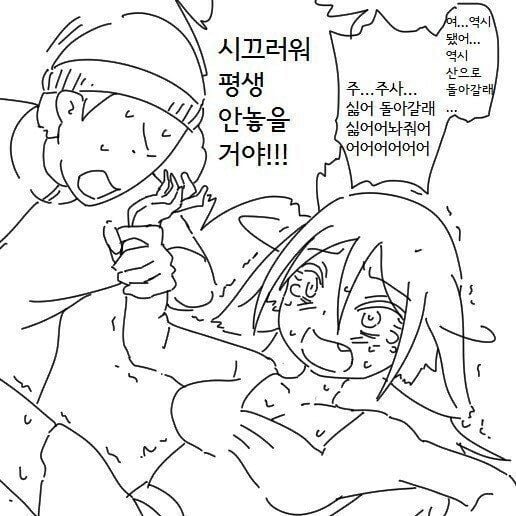 시끄러워
평생
안놓을
거야!!!
주...주사...
싫어 돌아갈래
싫어어놔줘어
어어어어어어
여...역시
됐어...
역시
산으로
돌아갈래
...